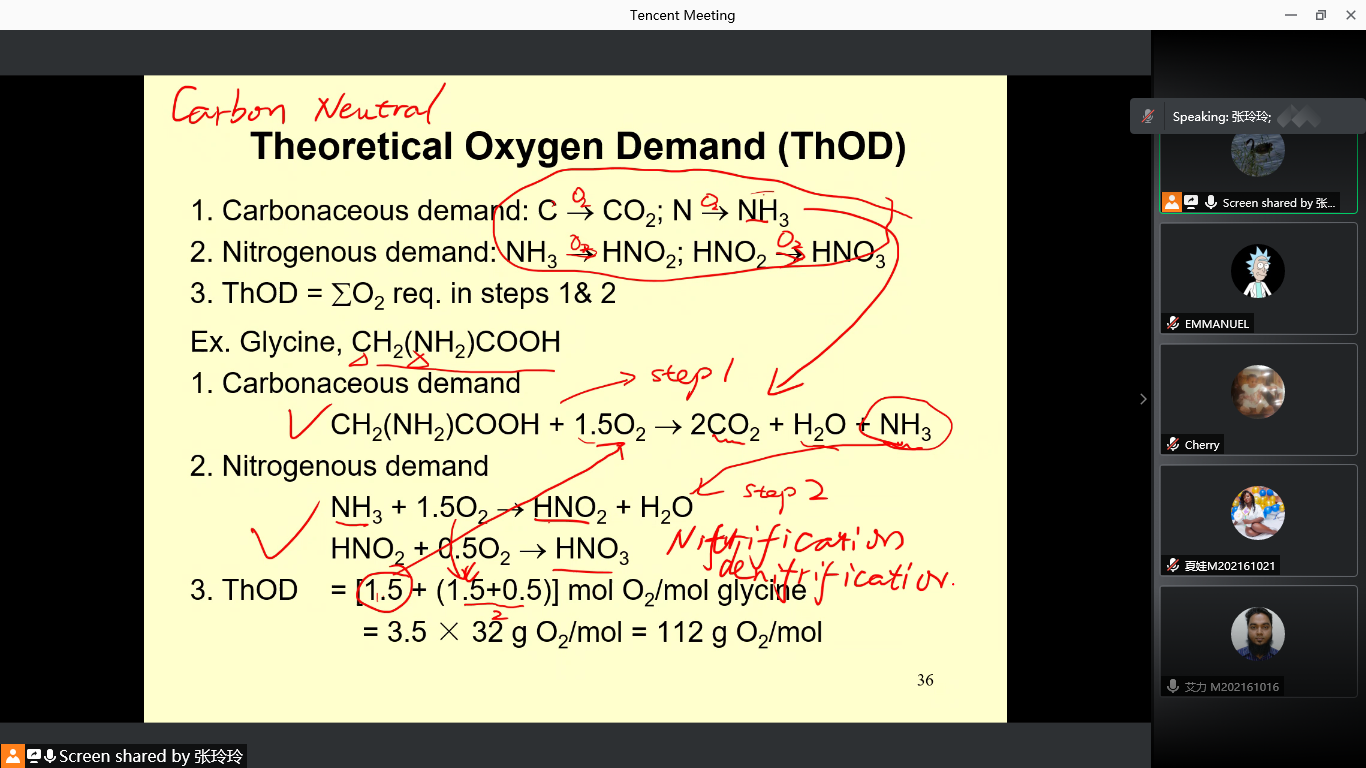 Tencent Meeting
Carbon Neutral
Theoretical Oxygen Demand (ThOD)
1. Carbonaceous demand: C O₂ → CO₂; N O₂ → NH₃
2. Nitrogenous demand: NH₃ O₂ → HNO₂; HNO₂ O₂ → HNO₃
3. ThOD = ∑O₂ req. in steps 1& 2
Ex. Glycine, CH₂(NH₂)COOH
1. Carbonaceous demand
step 1
CH₂(NH₂)COOH + 1.5O₂ → 2CO₂ + H₂O + NH₃
2. Nitrogenous demand
step 2
NH₃ + 1.5O₂ → HNO₂ + H₂O
HNO₂ + 0.5O₂ → HNO₃
Nitrification
denitrification.
3. ThOD = [1.5 + (1.5+0.5)] mol O₂/mol glycine
2
= 3.5 × 32 g O₂/mol = 112 g O₂/mol
36
Screen shared by 张玲玲
Speaking: 张玲玲;
Screen shared by 张...
EMMANUEL
Cherry
夏娃M202161021
艾力 M202161016